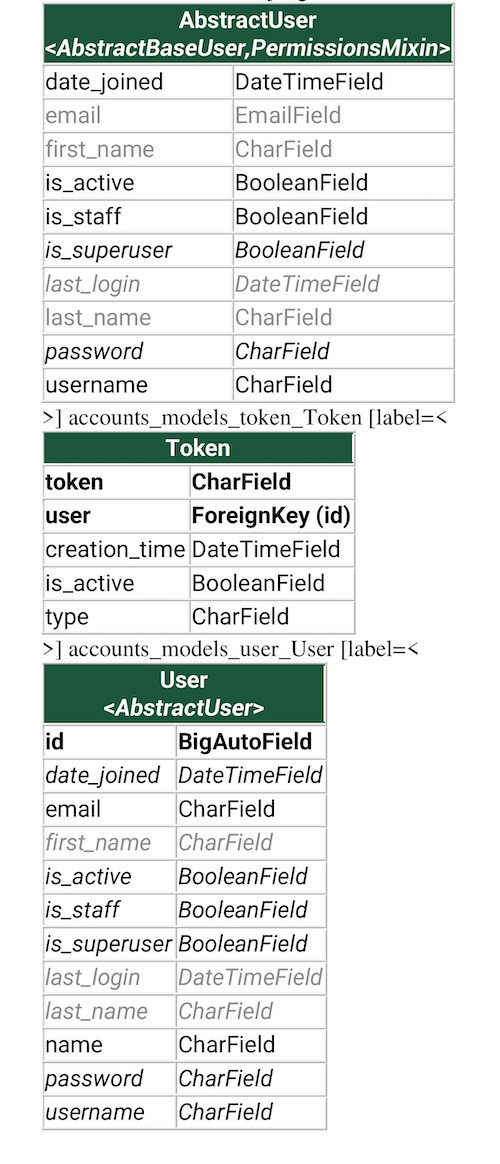 AbstractUser
<AbstractBaseUser,PermissionsMixin>
date_joined DateTimeField
email EmailField
first_name CharField
is_active BooleanField
is_staff BooleanField
is_superuser BooleanField
last_login DateTimeField
last_name CharField
password CharField
username CharField
>] accounts_models_token_Token [label=<
Token
token CharField
user ForeignKey (id)
creation_time DateTimeField
is_active BooleanField
type CharField
>] accounts_models_user_User [label=<
User
<AbstractUser>
id BigAutoField
date_joined DateTimeField
email CharField
first_name CharField
is_active BooleanField
is_staff BooleanField
is_superuser BooleanField
last_login DateTimeField
last_name CharField
name CharField
password CharField
username CharField